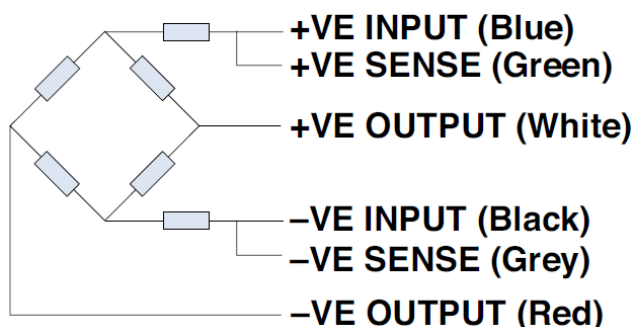 +VE INPUT (Blue)
+VE SENSE (Green)
+VE OUTPUT (White)
–VE INPUT (Black)
–VE SENSE (Grey)
–VE OUTPUT (Red)